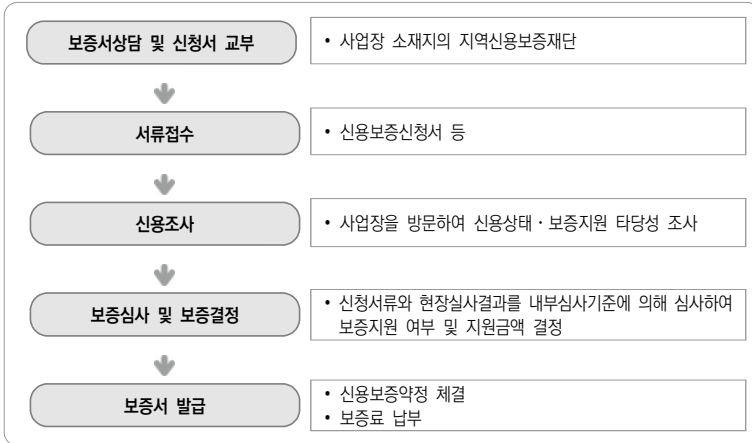 보증서상담 및 신청서 교부
• 사업장 소재지의 지역신용보증재단
서류접수
• 신용보증신청서 등
신용조사
• 사업장을 방문하여 신용상태·보증지원 타당성 조사
보증심사 및 보증결정
• 신청서류와 현장실사결과를 내부심사기준에 의해 심사하여
보증지원 여부 및 지원금액 결정
보증서 발급
• 신용보증약정 체결
• 보증료 납부